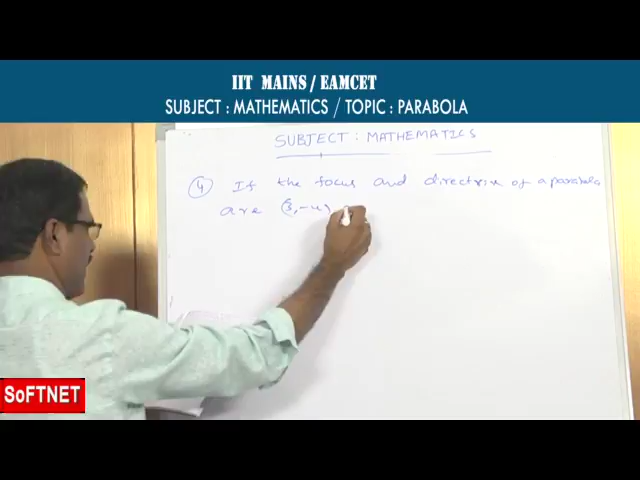 IIT MAINS / EAMCET
SUBJECT : MATHEMATICS / TOPIC : PARABOLA
SUBJECT : MATHEMATICS
4 If the focus and directrix of a parabola
are (3,-4)
SoFTNET